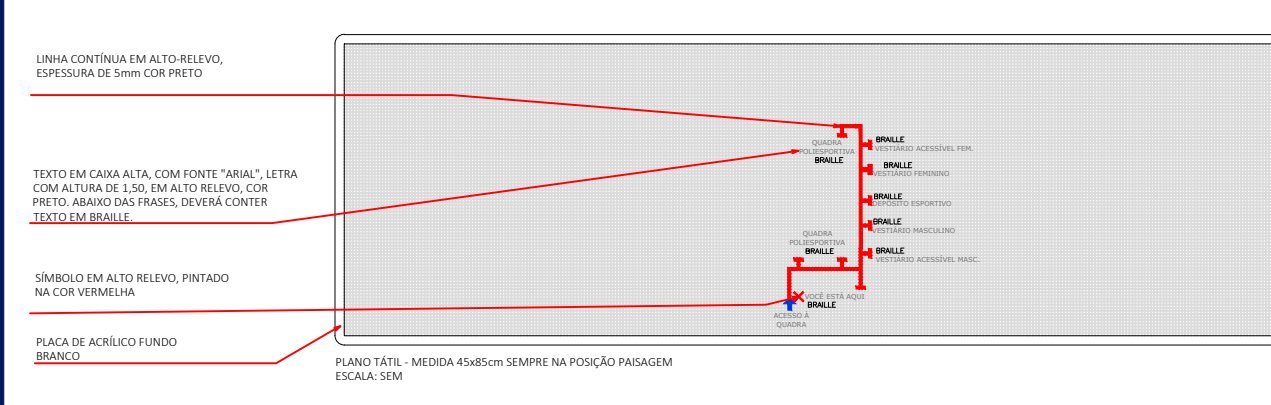 LINHA CONTÍNUA EM ALTO-RELEVO,
ESPESSURA DE 5mm COR PRETO
TEXTO EM CAIXA ALTA, COM FONTE "ARIAL", LETRA
COM ALTURA DE 1,50, EM ALTO RELEVO, COR
PRETO. ABAIXO DAS FRASES, DEVERÁ CONTER
TEXTO EM BRAILLE.
SÍMBOLO EM ALTO RELEVO, PINTADO
NA COR VERMELHA
PLACA DE ACRÍLICO FUNDO
BRANCO
QUADRA
POLIESPORTIVA
BRAILLE
BRAILLE
VESTIÁRIO ACESSÍVEL FEM.
BRAILLE
VESTIÁRIO FEMININO
BRAILLE
DEPÓSITO ESPORTIVO
BRAILLE
VESTIÁRIO MASCULINO
BRAILLE
VESTIÁRIO ACESSÍVEL MASC.
QUADRA
POLIESPORTIVA
BRAILLE
VOCÊ ESTÁ AQUI
BRAILLE
ACESSO À
QUADRA
PLANO TÁTIL - MEDIDA 45x85cm SEMPRE NA POSIÇÃO PAISAGEM
ESCALA: SEM